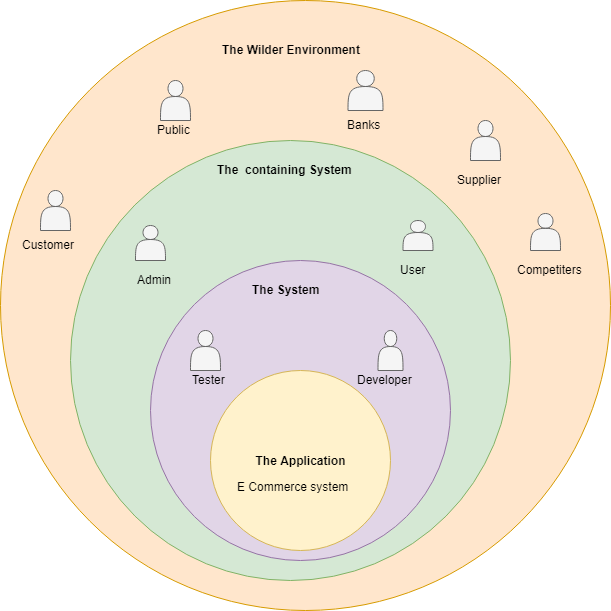 The Wilder Environment
Public
Banks
Supplier
The  containing System
Customer
Admin
User
Competiters
The System
Tester
Developer
The Application
E Commerce system